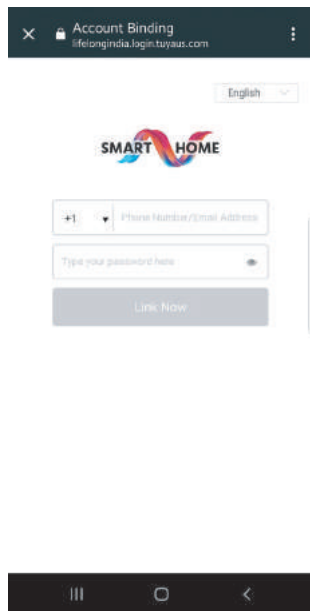 Account Binding
lifelongindia.login.tuyaus.com
English
SMART HOME
+1 Phone Number/Email Address
Type your password here
Link Now